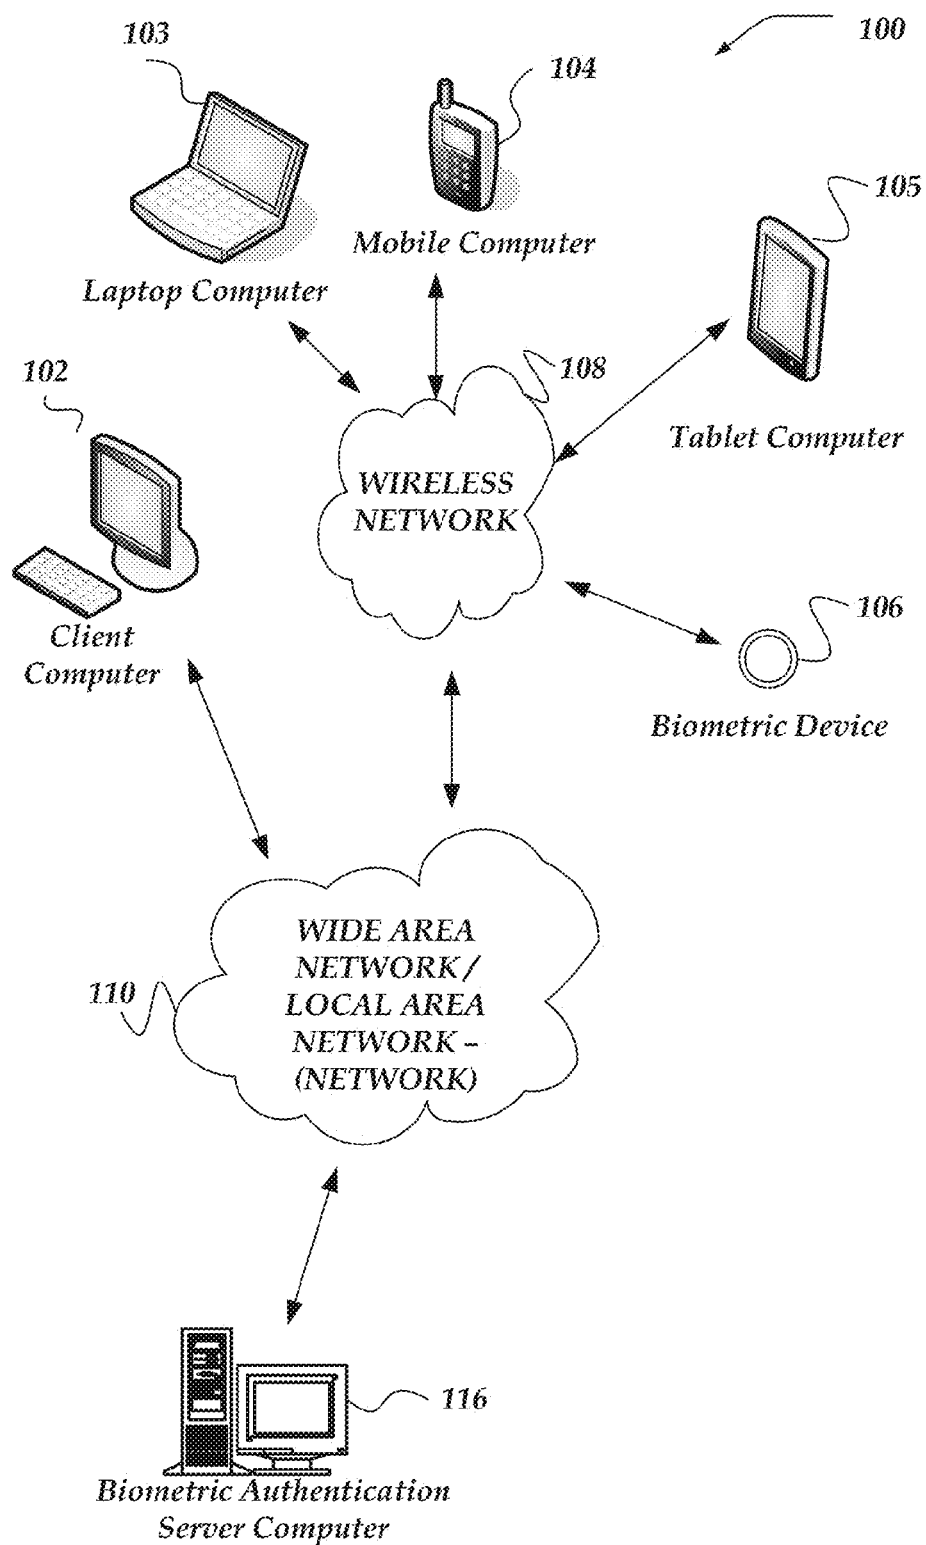 103
100
104
105
Mobile Computer
Laptop Computer
108
102
Tablet Computer
WIRELESS
NETWORK
106
Client
Computer
Biometric Device
WIDE AREA
NETWORK /
LOCAL AREA
NETWORK –
(NETWORK)
110
116
Biometric Authentication
Server Computer